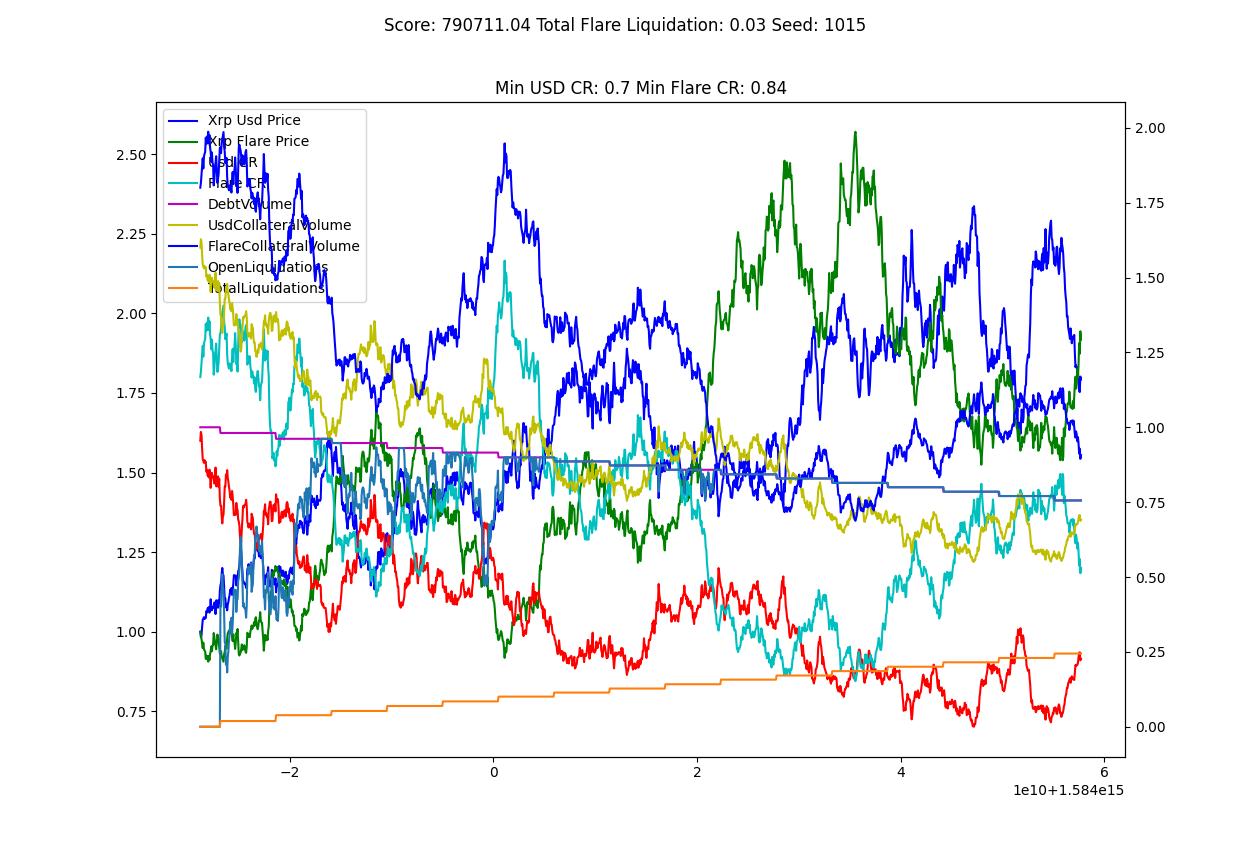 Score: 790711.04 Total Flare Liquidation: 0.03 Seed: 1015
Min USD CR: 0.7 Min Flare CR: 0.84
Xrp Usd Price
Xrp Flare Price
Usd CR
Flare CR
DebtVolume
UsdCollateralVolume
FlareCollateralVolume
OpenLiquidations
TotalLiquidations
2.50
2.25
2.00
1.75
1.50
1.25
1.00
0.75
2.00
1.75
1.50
1.25
1.00
0.75
0.50
0.25
0.00
−2 0 2 4 6
1e10+1.584e15